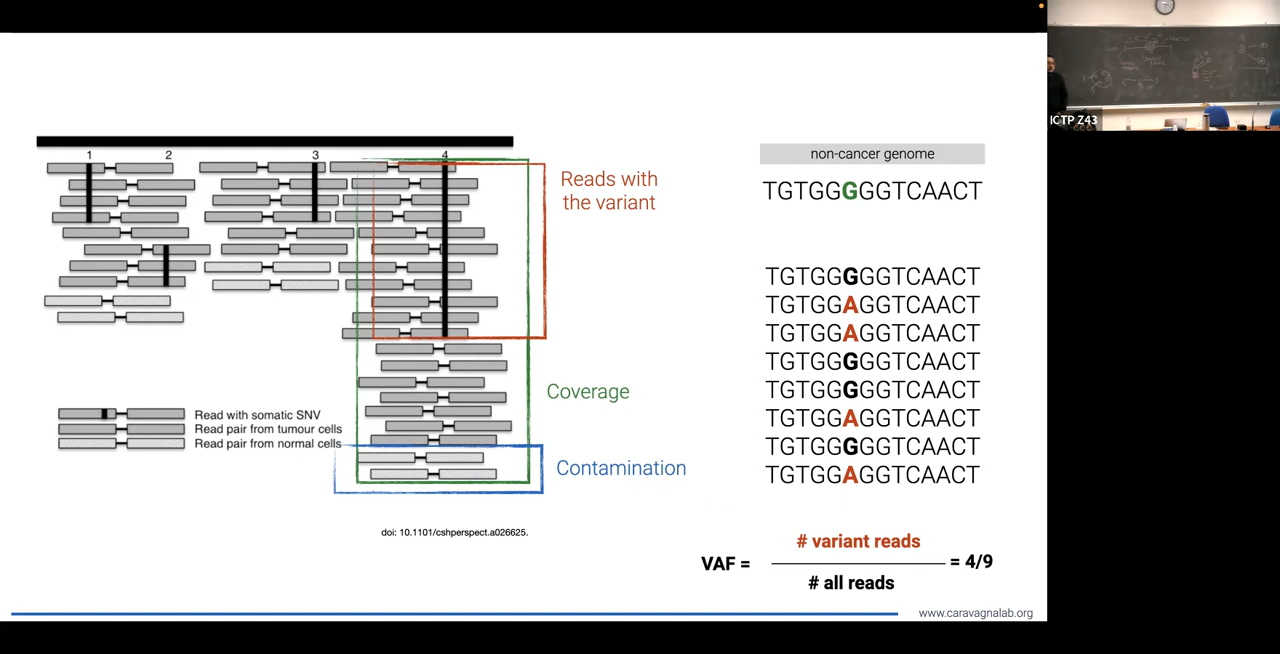 1 2 3 4
Reads with
the variant
Coverage
Contamination
Read with somatic SNV
Read pair from tumour cells
Read pair from normal cells
doi: 10.1101/cshperspect.a026625.
non-cancer genome
TGTGGGGGTCAACT
TGTGGGGGTCAACT
TGTGGAGGTCAACT
TGTGGAGGTCAACT
TGTGGGGGTCAACT
TGTGGGGGTCAACT
TGTGGAGGTCAACT
TGTGGGGGTCAACT
TGTGGAGGTCAACT
# variant reads
VAF = = 4/9
# all reads
www.caravagnalab.org
ICTP Z43